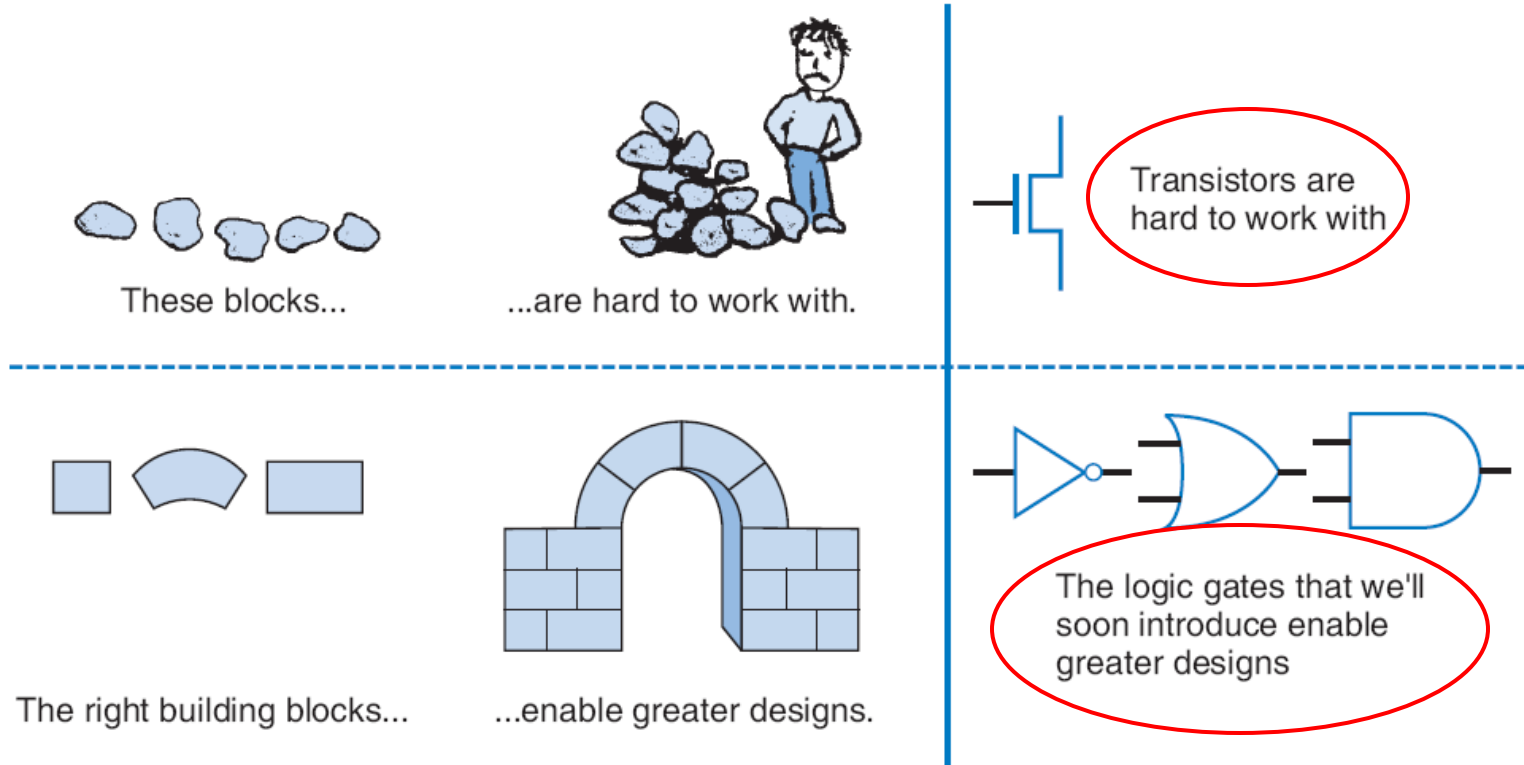 These blocks...
...are hard to work with.
Transistors are
hard to work with
The right building blocks...
...enable greater designs.
The logic gates that we'll
soon introduce enable
greater designs